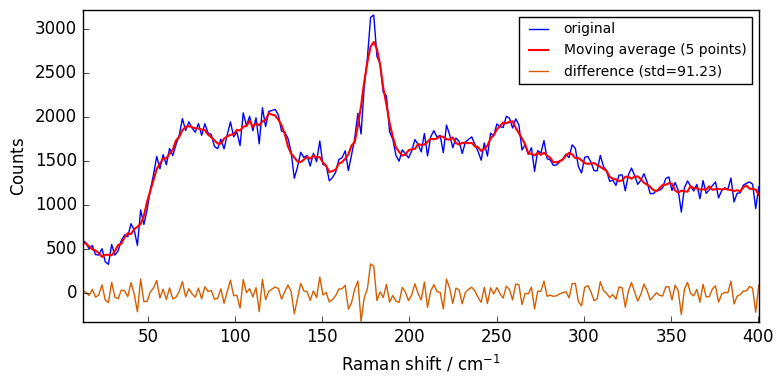 original
Moving average (5 points)
difference (std=91.23)
Counts
3000
2500
2000
1500
1000
500
0
50 100 150 200 250 300 350 400
Raman shift / cm⁻¹